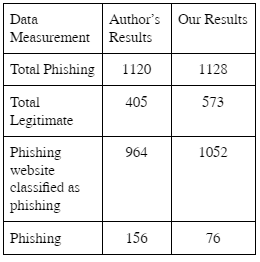 Data Measurement Author's Results Our Results
Total Phishing 1120 1128
Total Legitimate 405 573
Phishing website classified as phishing 964 1052
Phishing 156 76